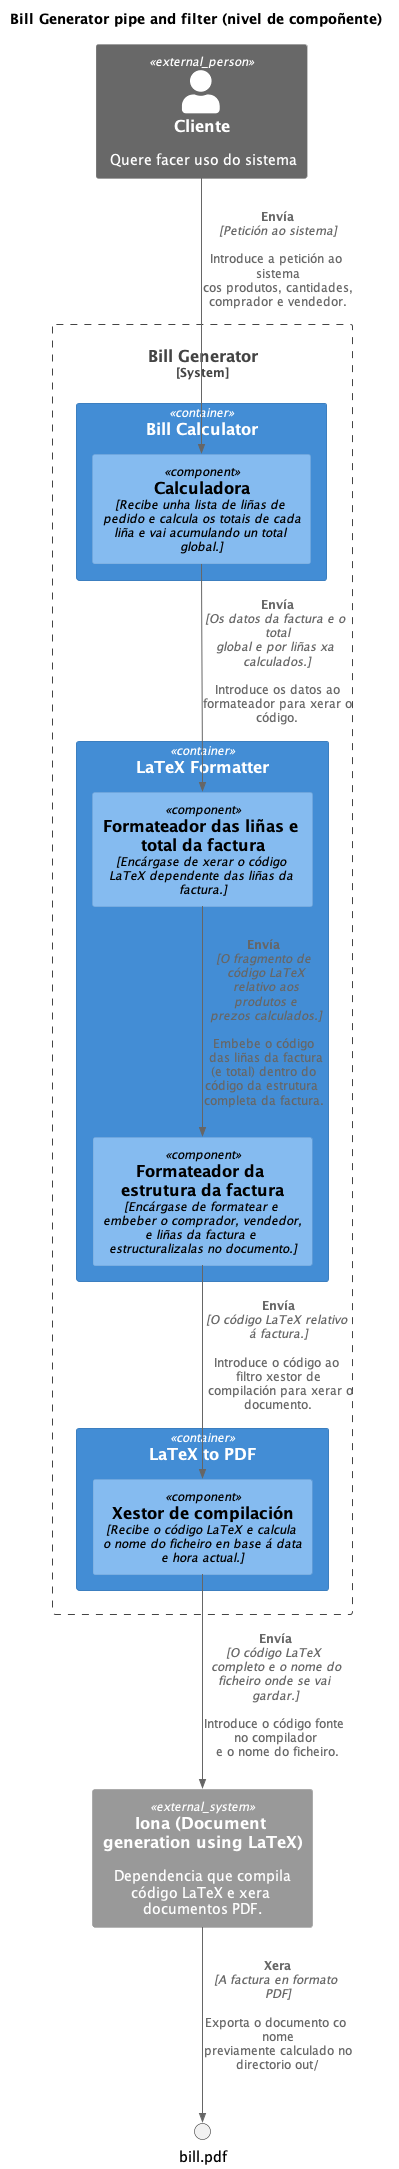 Bill Generator pipe and filter (nivel de compoñente)
«external_person»
Cliente
Quere facer uso do sistema
Envía
[Petición ao sistema]
Introduce a petición ao
sistema
cos produtos, cantidades,
comprador e vendedor.
Bill Generator
[System]
«container»
Bill Calculator
«component»
Calculadora
[Recibe unha lista de liñas de
pedido e calcula os totais de cada
liña e vai acumulando un total
global.]
Envía
[Os datos da factura e o
total
global e por liñas xa
calculados.]
Introduce os datos ao
formateador para xerar o
código.
«container»
LaTeX Formatter
«component»
Formateador das liñas e
total da factura
[Encárgase de xerar o código
LaTeX dependente das liñas da
factura.]
Envía
[O fragmento de
código LaTeX
relativo aos
produtos e
prezos calculados.]
Embebe o código
das liñas da factura
(e total) dentro do
código da estrutura
completa da factura.
«component»
Formateador da
estrutura da factura
[Encárgase de formatear e
embeber o comprador, vendedor,
e liñas da factura e
estructuralizalas no documento.]
Envía
[O código LaTeX relativo
á factura.]
Introduce o código ao
filtro xestor de
compilación para xerar o
documento.
«container»
LaTeX to PDF
«component»
Xestor de compilación
[Recibe o código LaTeX e calcula
o nome do ficheiro en base á data
e hora actual.]
Envía
[O código LaTeX
completo e o nome do
ficheiro onde se vai
gardar.]
Introduce o código fonte
no compilador
e o nome do ficheiro.
«external_system»
Iona (Document
generation using LaTeX)
Dependencia que compila
código LaTeX e xera
documentos PDF.
Xera
[A factura en formato
PDF]
Exporta o documento co
nome
previamente calculado no
directorio out/
bill.pdf